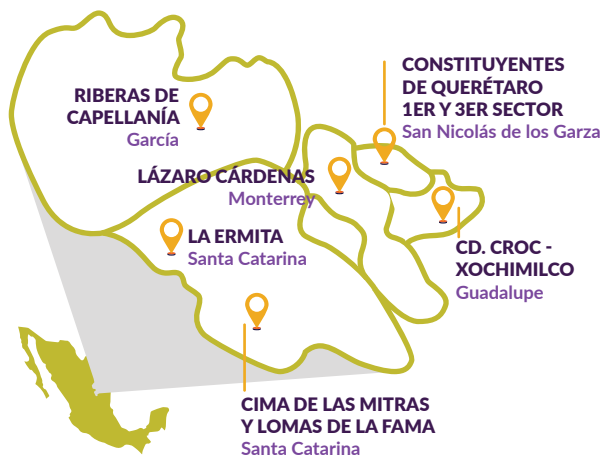 RIBERAS DE
CAPELLANÍA
García
CONSTITUYENTES
DE QUERÉTARO
1ER Y 3ER SECTOR
San Nicolás de los Garza
LÁZARO CÁRDENAS
Monterrey
LA ERMITA
Santa Catarina
CD. CROC -
XOCHIMILCO
Guadalupe
CIMA DE LAS MITRAS
Y LOMAS DE LA FAMA
Santa Catarina